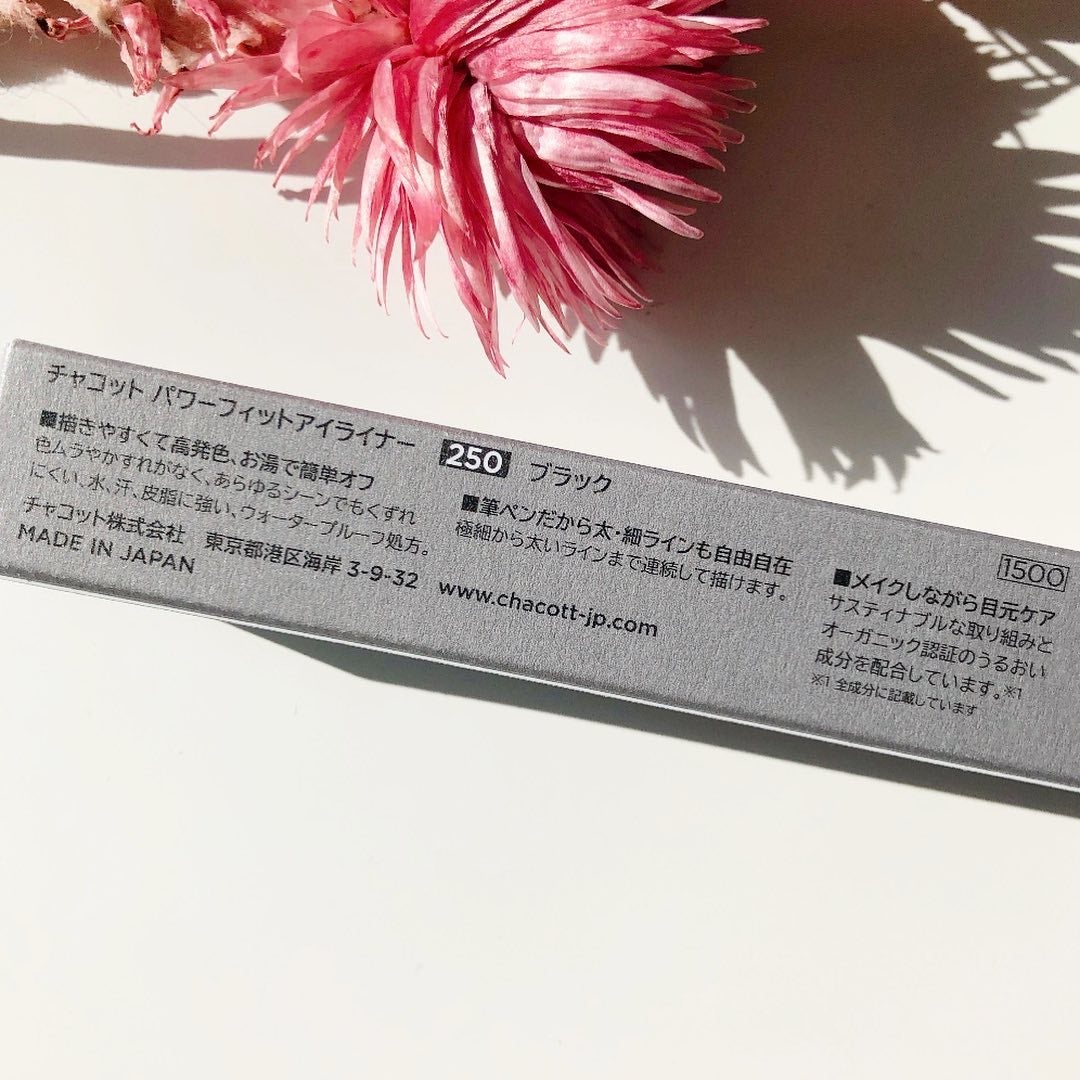 チャコット パワーフィットアイライナー 250 ブラック
■描きやすくて高発色、お湯で簡単オフ
色ムラやかすれがなく、あらゆるシーンでもくずれ
にくい、水、汗、皮脂に強い、ウォータープルーフ処方。
チャコット株式会社 東京都港区海岸 3-9-32 www.chacott-jp.com
MADE IN JAPAN
■筆ペンだから太・細ラインも自由自在
極細から太いラインまで連続して描けます。
1500
■メイクしながら目元ケア
サスティナブルな取り組みと
オーガニック認証のうるおい
成分を配合しています。※1
※1 全成分に記載しています